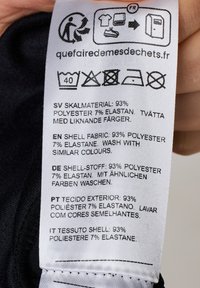 FR
quefairedemesdechets.fr
40
SV SKALMATERIAL: 93%
POLYESTER 7% ELASTAN. TVÄTTA
MED LIKNANDE FÄRGER.
EN SHELL FABRIC: 93% POLYESTER
7% ELASTANE. WASH WITH
SIMILAR COLOURS.
DE SHELL-STOFF: 93% POLYESTER
7% ELASTAN. MIT ÄHNLICHEN
FARBEN WASCHEN.
PT TECIDO EXTERIOR: 93%
POLIÉSTER 7% ELASTANE. LAVAR
COM CORES SEMELHANTES.
IT TESSUTO SHELL: 93%
POLIESTERE 7% ELASTANE.